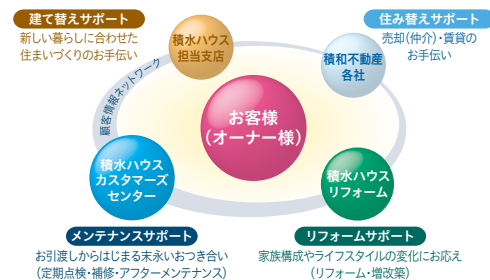 建て替えサポート
新しい暮らしに合わせた
住まいづくりのお手伝い
積水ハウス
担当支店
住み替えサポート
売却(仲介)・賃貸の
お手伝い
積和不動産
各社
顧客情報ネットワーク
お客様
(オーナー様)
積水ハウス
カスタマーズ
センター
積水ハウス
リフォーム
メンテナンスサポート
お引渡しからはじまる末永いおつき合い
(定期点検・補修・アフターメンテナンス)
リフォームサポート
家族構成やライフスタイルの変化にお応え
(リフォーム・増改築)